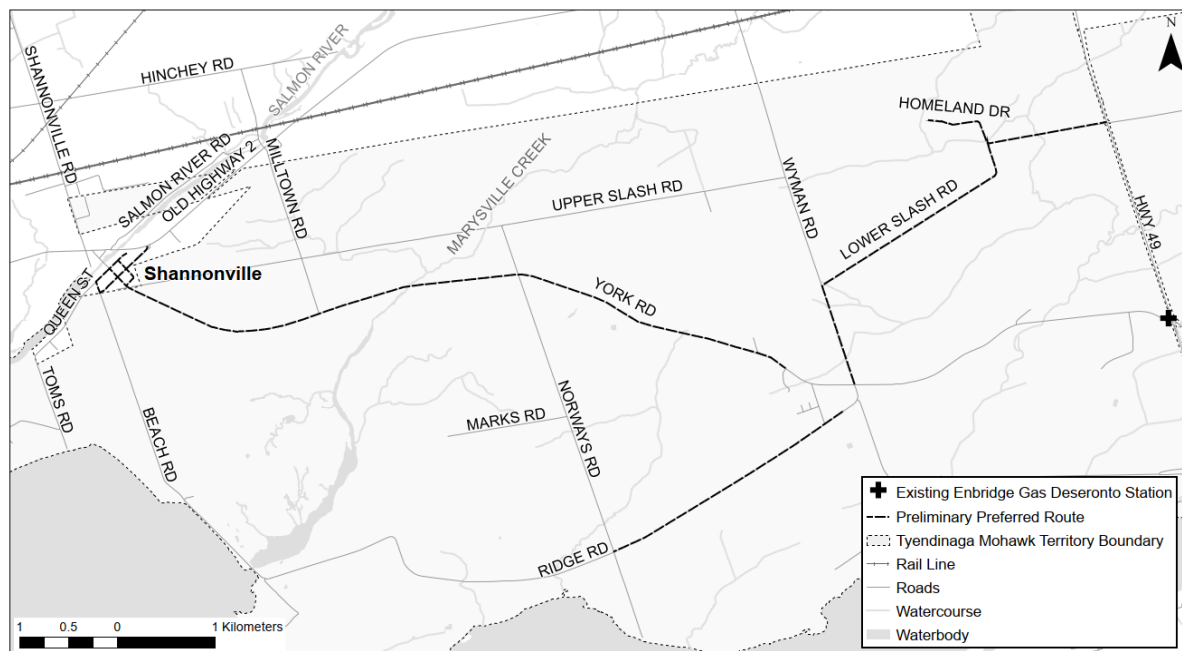 N
SHANNONVILLE RD
HINCHEY RD
SALMON RIVER
HOMELAND DR
SALMON RIVER RD
OLD HIGHWAY 2
MILLTOWN RD
MARYSVILLE CREEK
UPPER SLASH RD
WYMAN RD
LOWER SLASH RD
HWY 49
Shannonville
QUEEN ST
YORK RD
TOMS RD
BEACH RD
MARKS RD
NORWAYS RD
RIDGE RD
Existing Enbridge Gas Deseronto Station
Preliminary Preferred Route
Tyendinaga Mohawk Territory Boundary
Rail Line
Roads
Watercourse
Waterbody
1 0.5 0 1 Kilometers